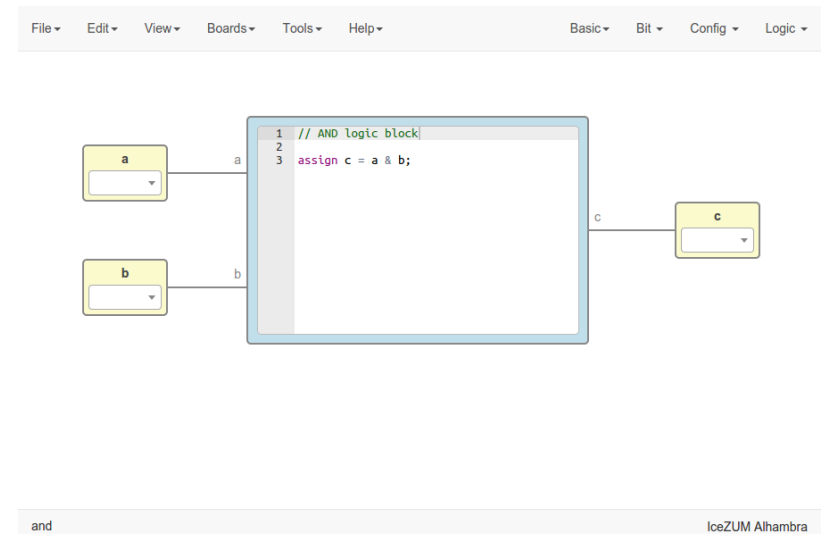 File Edit View Boards Tools Help Basic Bit Config Logic
1 // AND logic block
2
3 assign c = a & b;
a
a
c
c
b
b
and IceZUM Alhambra